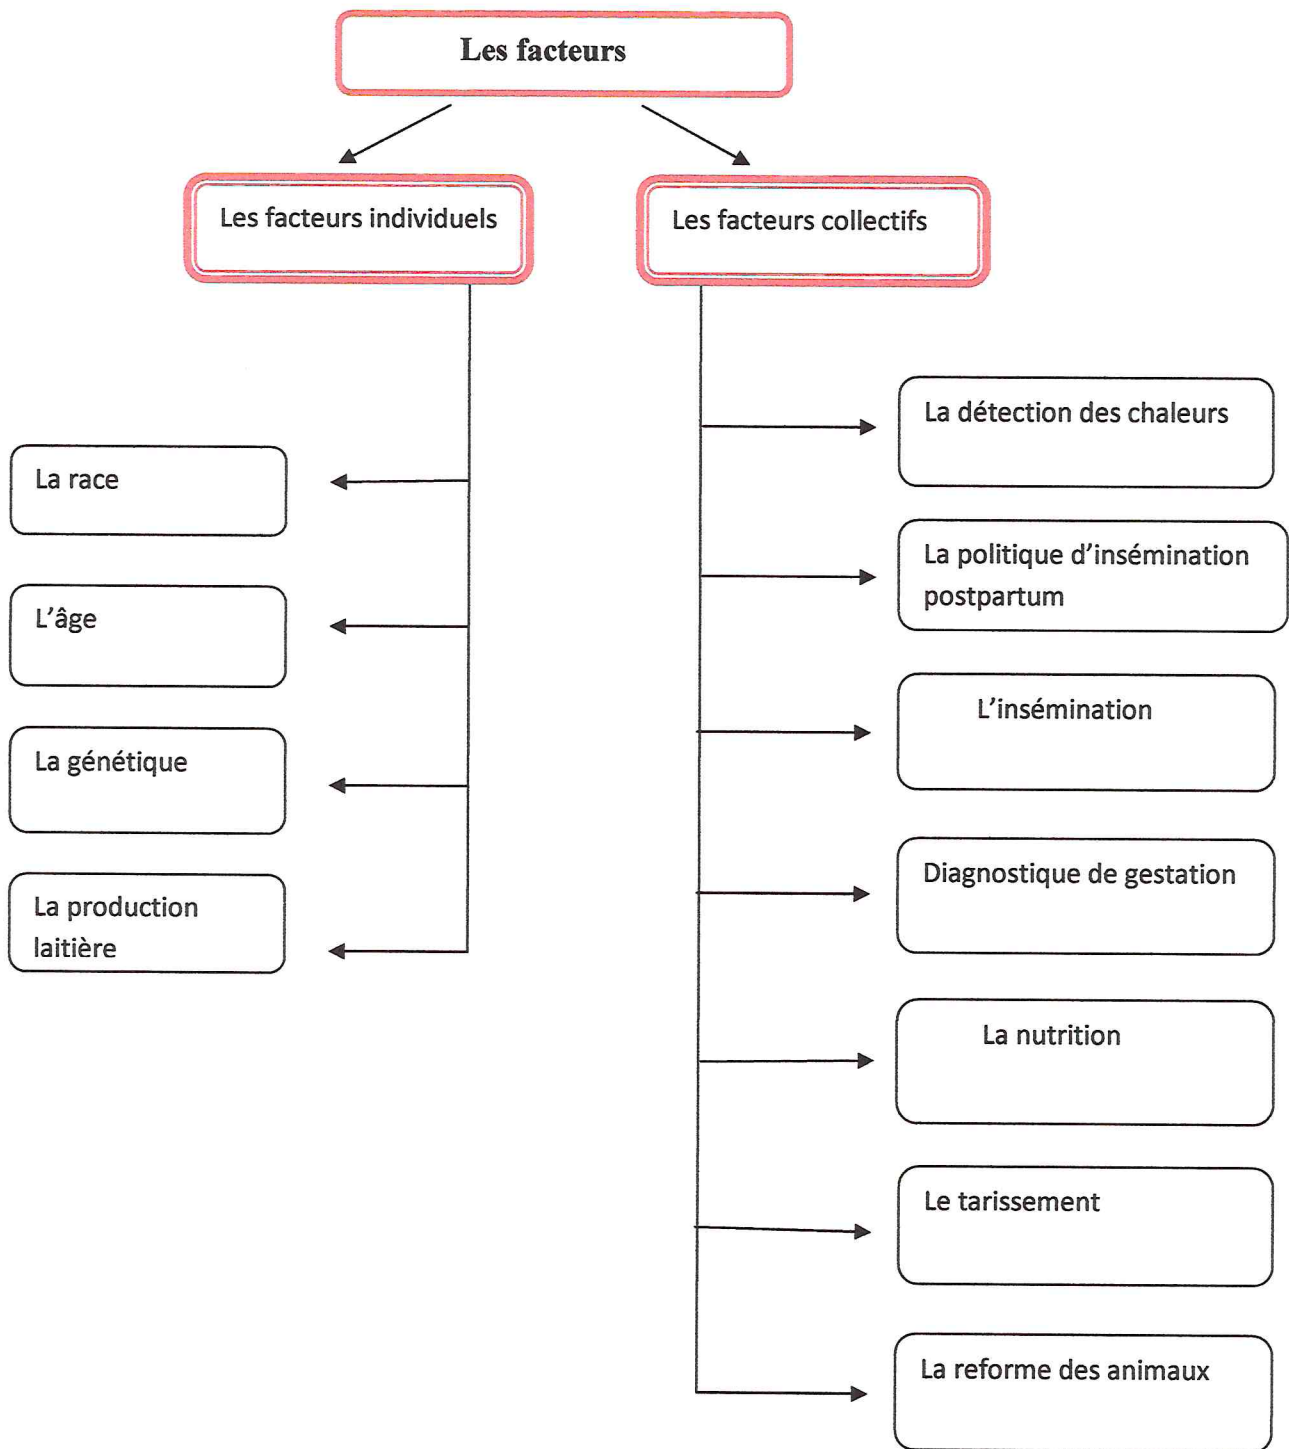 Les facteurs
Les facteurs individuels
Les facteurs collectifs
La race
L’âge
La génétique
La production
laitière
La détection des chaleurs
La politique d’insémination
postpartum
L’insémination
Diagnostique de gestation
La nutrition
Le tarissement
La reforme des animaux